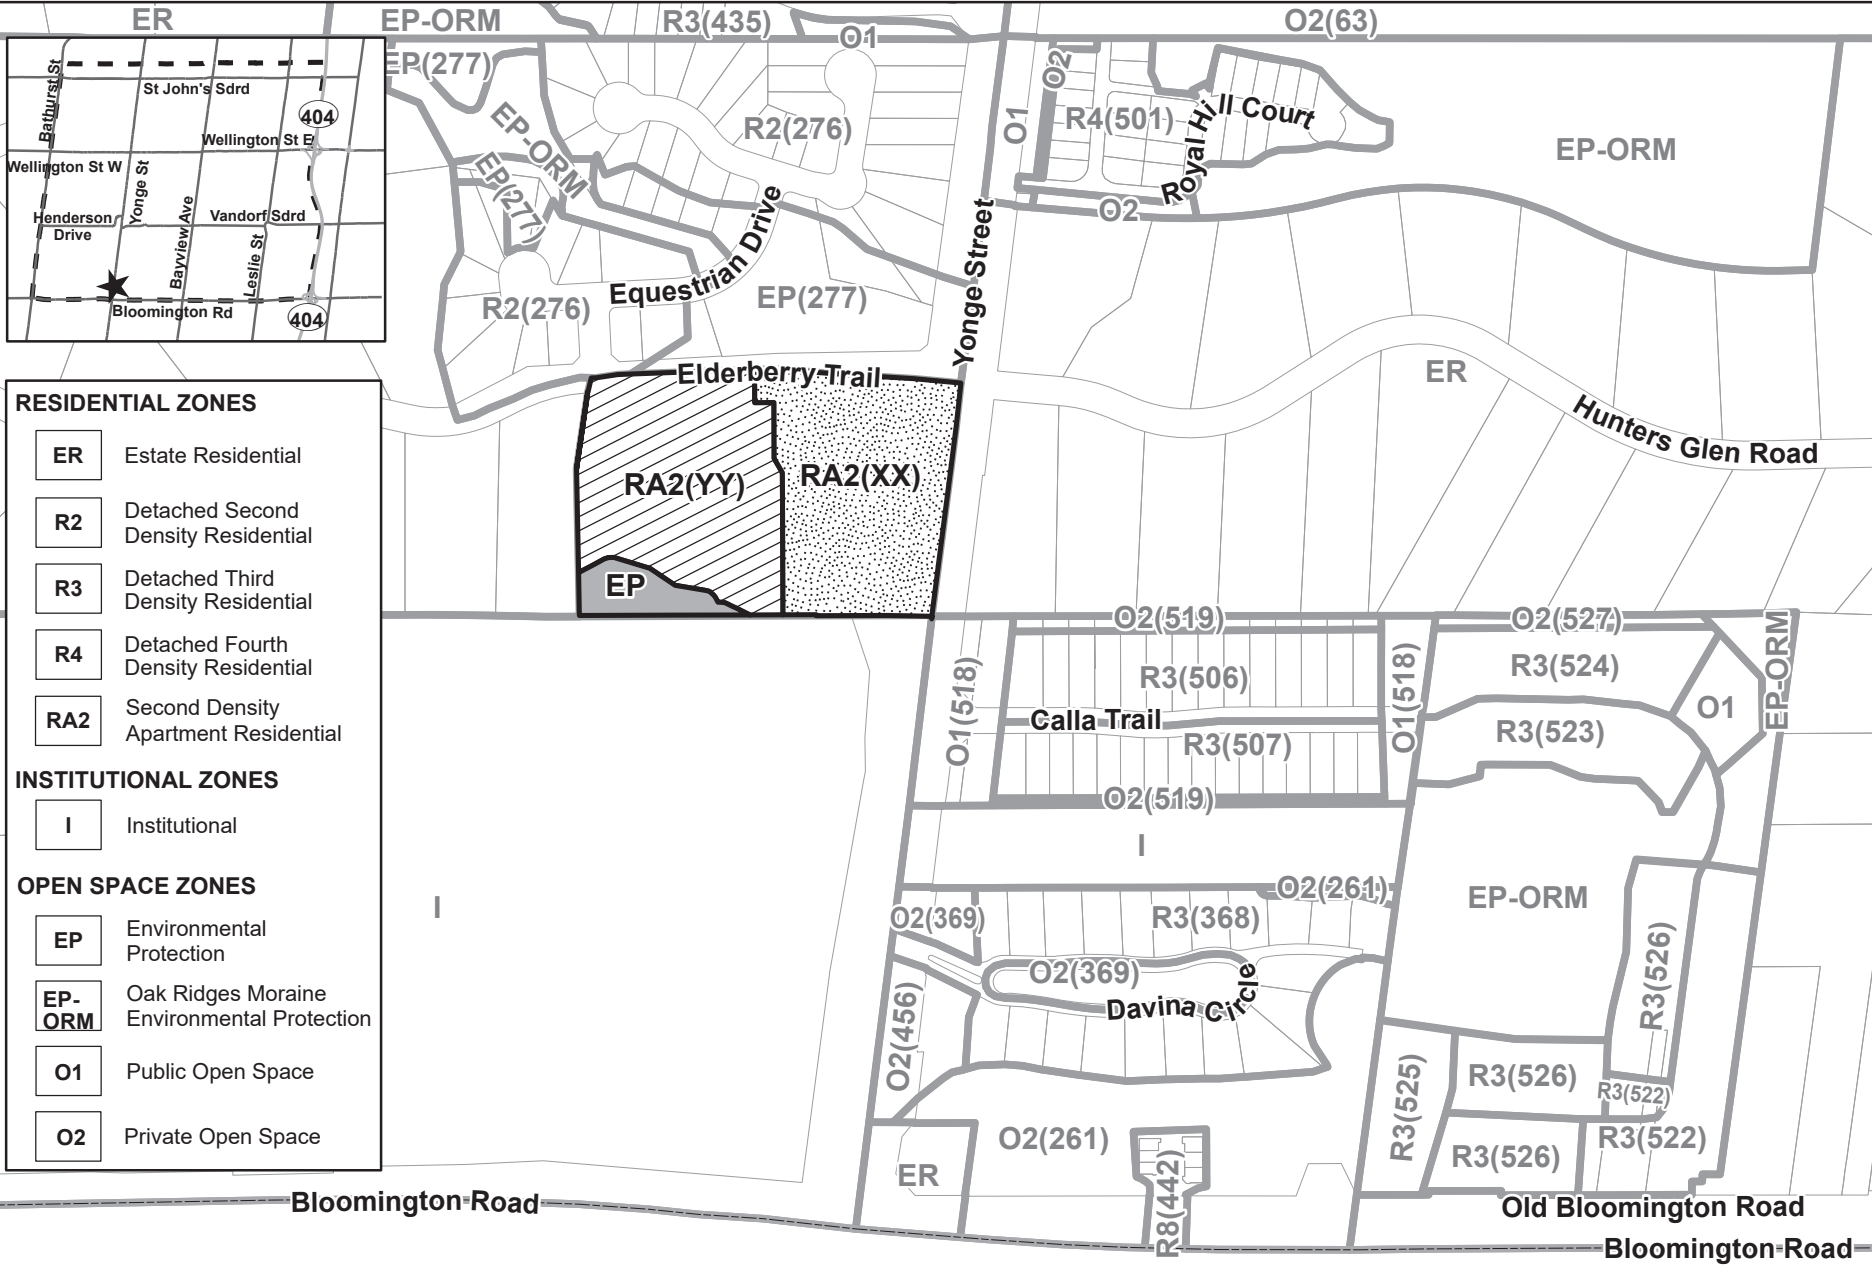 ER
EP-ORM
R3(435)
O1
O2(63)
EP(277)
EP-ORM
EP(277)
R2(276)
O1
O2
R4(501)
Royal Hill Court
EP-ORM
O2
Bathurst St
St John's Sdrd
404
Wellington St E
Wellington St W
Yonge St
Henderson
Drive
Bayview Ave
Vandorf Sdrd
Leslie St
Bloomington Rd
404
R2(276)
Equestrian Drive
EP(277)
Yonge Street
Elderberry Trail
ER
Hunters Glen Road
RA2(YY)
RA2(XX)
EP
RESIDENTIAL ZONES
ER
Estate Residential
R2
Detached Second
Density Residential
R3
Detached Third
Density Residential
R4
Detached Fourth
Density Residential
RA2
Second Density
Apartment Residential
INSTITUTIONAL ZONES
I
Institutional
OPEN SPACE ZONES
EP
Environmental
Protection
EP-
ORM
Oak Ridges Moraine
Environmental Protection
O1
Public Open Space
O2
Private Open Space
O2(519)
O2(527)
R3(506)
O1(518)
O1(518)
R3(524)
EP-ORM
O1
Calla Trail
R3(507)
R3(523)
O2(519)
I
I
O2(261)
O2(369)
R3(368)
EP-ORM
O2(369)
Davina Circle
R3(526)
O2(456)
R3(525)
R3(526)
R3(522)
O2(261)
R3(522)
R3(526)
ER
R8(442)
Bloomington Road
Old Bloomington Road
Bloomington Road